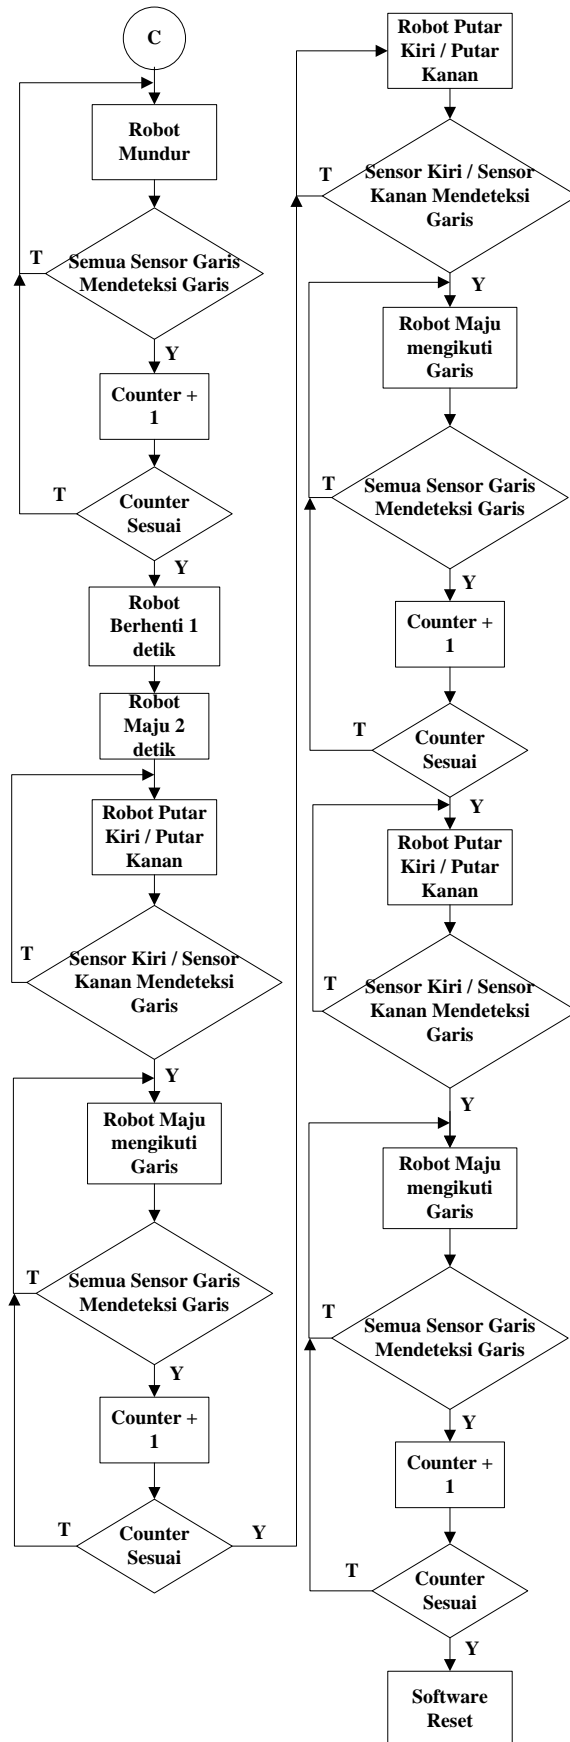 C
Robot
Mundur
T
Semua Sensor Garis
Mendeteksi Garis
Y
Counter +
1
T
Counter
Sesuai
Y
Robot
Berhenti 1
detik
Robot
Maju 2
detik
Robot Putar
Kiri / Putar
Kanan
T
Sensor Kiri / Sensor
Kanan Mendeteksi
Garis
Y
Robot Maju
mengikuti
Garis
T
Semua Sensor Garis
Mendeteksi Garis
Y
Counter +
1
T
Counter
Sesuai
Y
Robot Putar
Kiri / Putar
Kanan
T
Sensor Kiri / Sensor
Kanan Mendeteksi
Garis
Y
Robot Maju
mengikuti
Garis
T
Semua Sensor Garis
Mendeteksi Garis
Y
Counter +
1
T
Counter
Sesuai
Y
Robot Putar
Kiri / Putar
Kanan
T
Sensor Kiri / Sensor
Kanan Mendeteksi
Garis
Y
Robot Maju
mengikuti
Garis
T
Semua Sensor Garis
Mendeteksi Garis
Y
Counter +
1
T
Counter
Sesuai
Y
Software
Reset